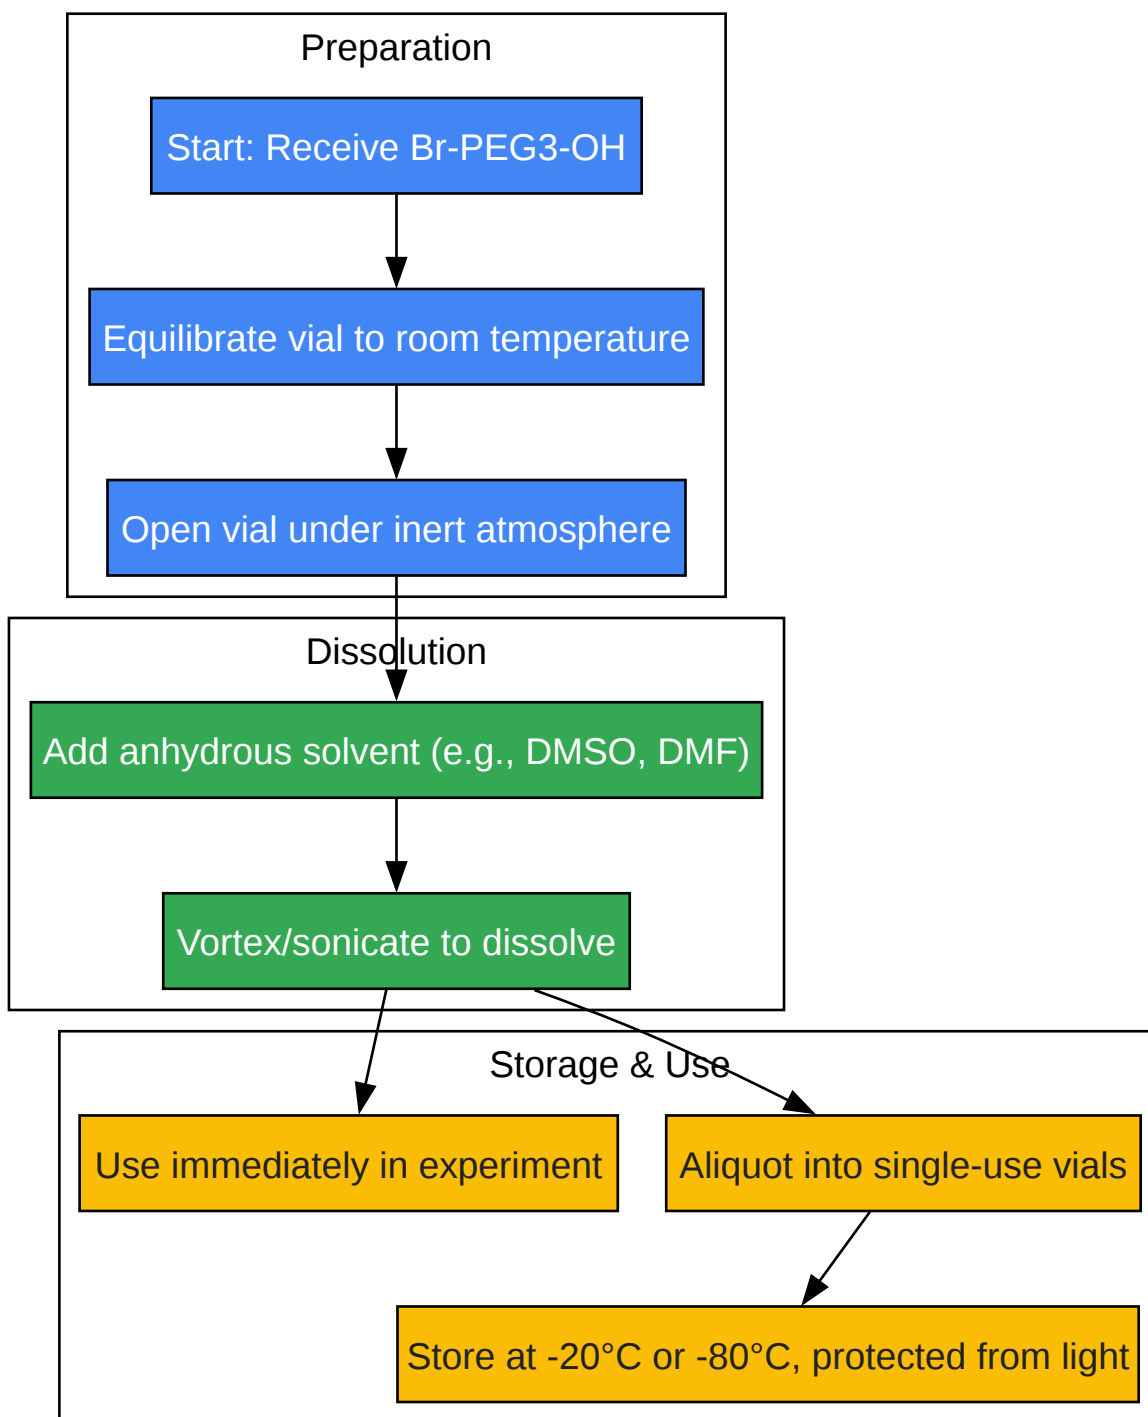 Preparation
Start: Receive Br-PEG3-OH
Equilibrate vial to room temperature
Open vial under inert atmosphere
Dissolution
Add anhydrous solvent (e.g., DMSO, DMF)
Vortex/sonicate to dissolve
Storage & Use
Use immediately in experiment
Aliquot into single-use vials
Store at -20°C or -80°C, protected from light